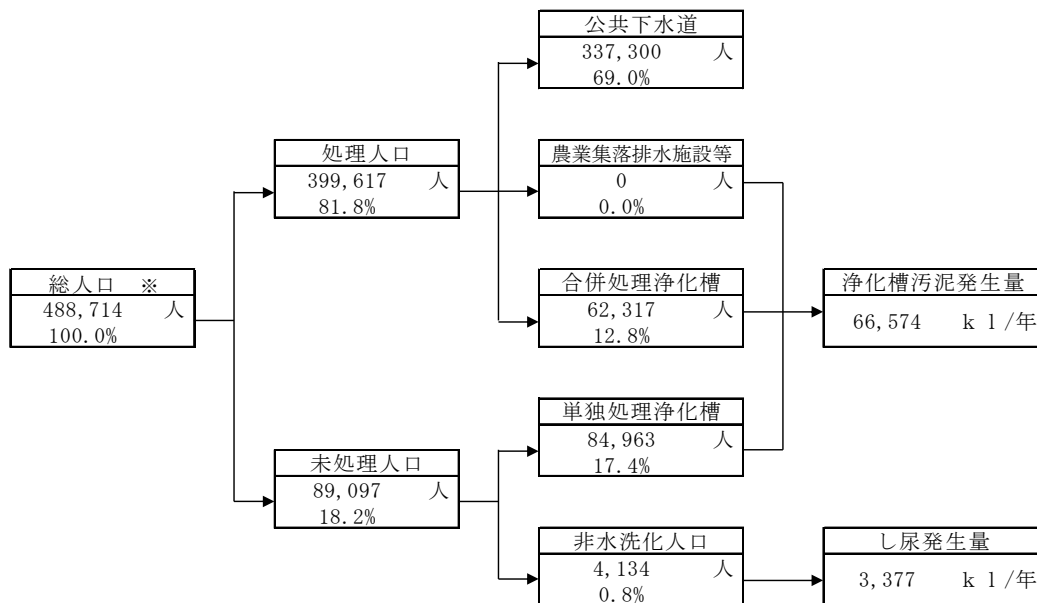 公共下水道
337,300 人
69.0%
処理人口
399,617 人
81.8%
農業集落排水施設等
0 人
0.0%
総人口 ※
488,714 人
100.0%
合併処理浄化槽
62,317 人
12.8%
浄化槽汚泥発生量
66,574 ｋｌ/年
単独処理浄化槽
84,963 人
17.4%
未処理人口
89,097 人
18.2%
非水洗化人口
4,134 人
0.8%
し尿発生量
3,377 ｋｌ/年